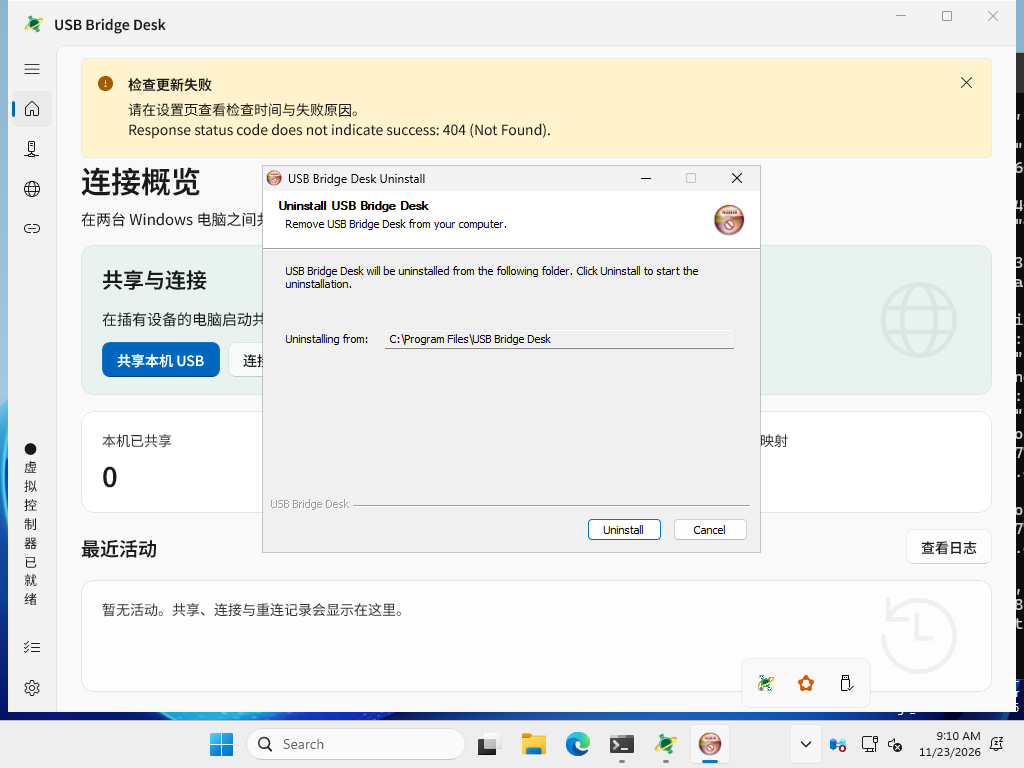 USB Bridge Desk
检查更新失败
请在设置页查看检查时间与失败原因。
Response status code does not indicate success: 404 (Not Found).
连接概览
在两台 Windows 电脑之间
USB Bridge Desk Uninstall
Uninstall USB Bridge Desk
Remove USB Bridge Desk from your computer.
USB Bridge Desk will be uninstalled from the following folder. Click Uninstall to start the
uninstallation.
Uninstalling from:
C:\Program Files\USB Bridge Desk
USB Bridge Desk
Uninstall
Cancel
共享与连接
在插有设备的电脑启动共
共享本机 USB
连接
本机已共享
0
映射
最近活动
查看日志
暂无活动。共享、连接与重连记录会显示在这里。
虚拟控制器已就绪
Search
9:10 AM
11/23/2026